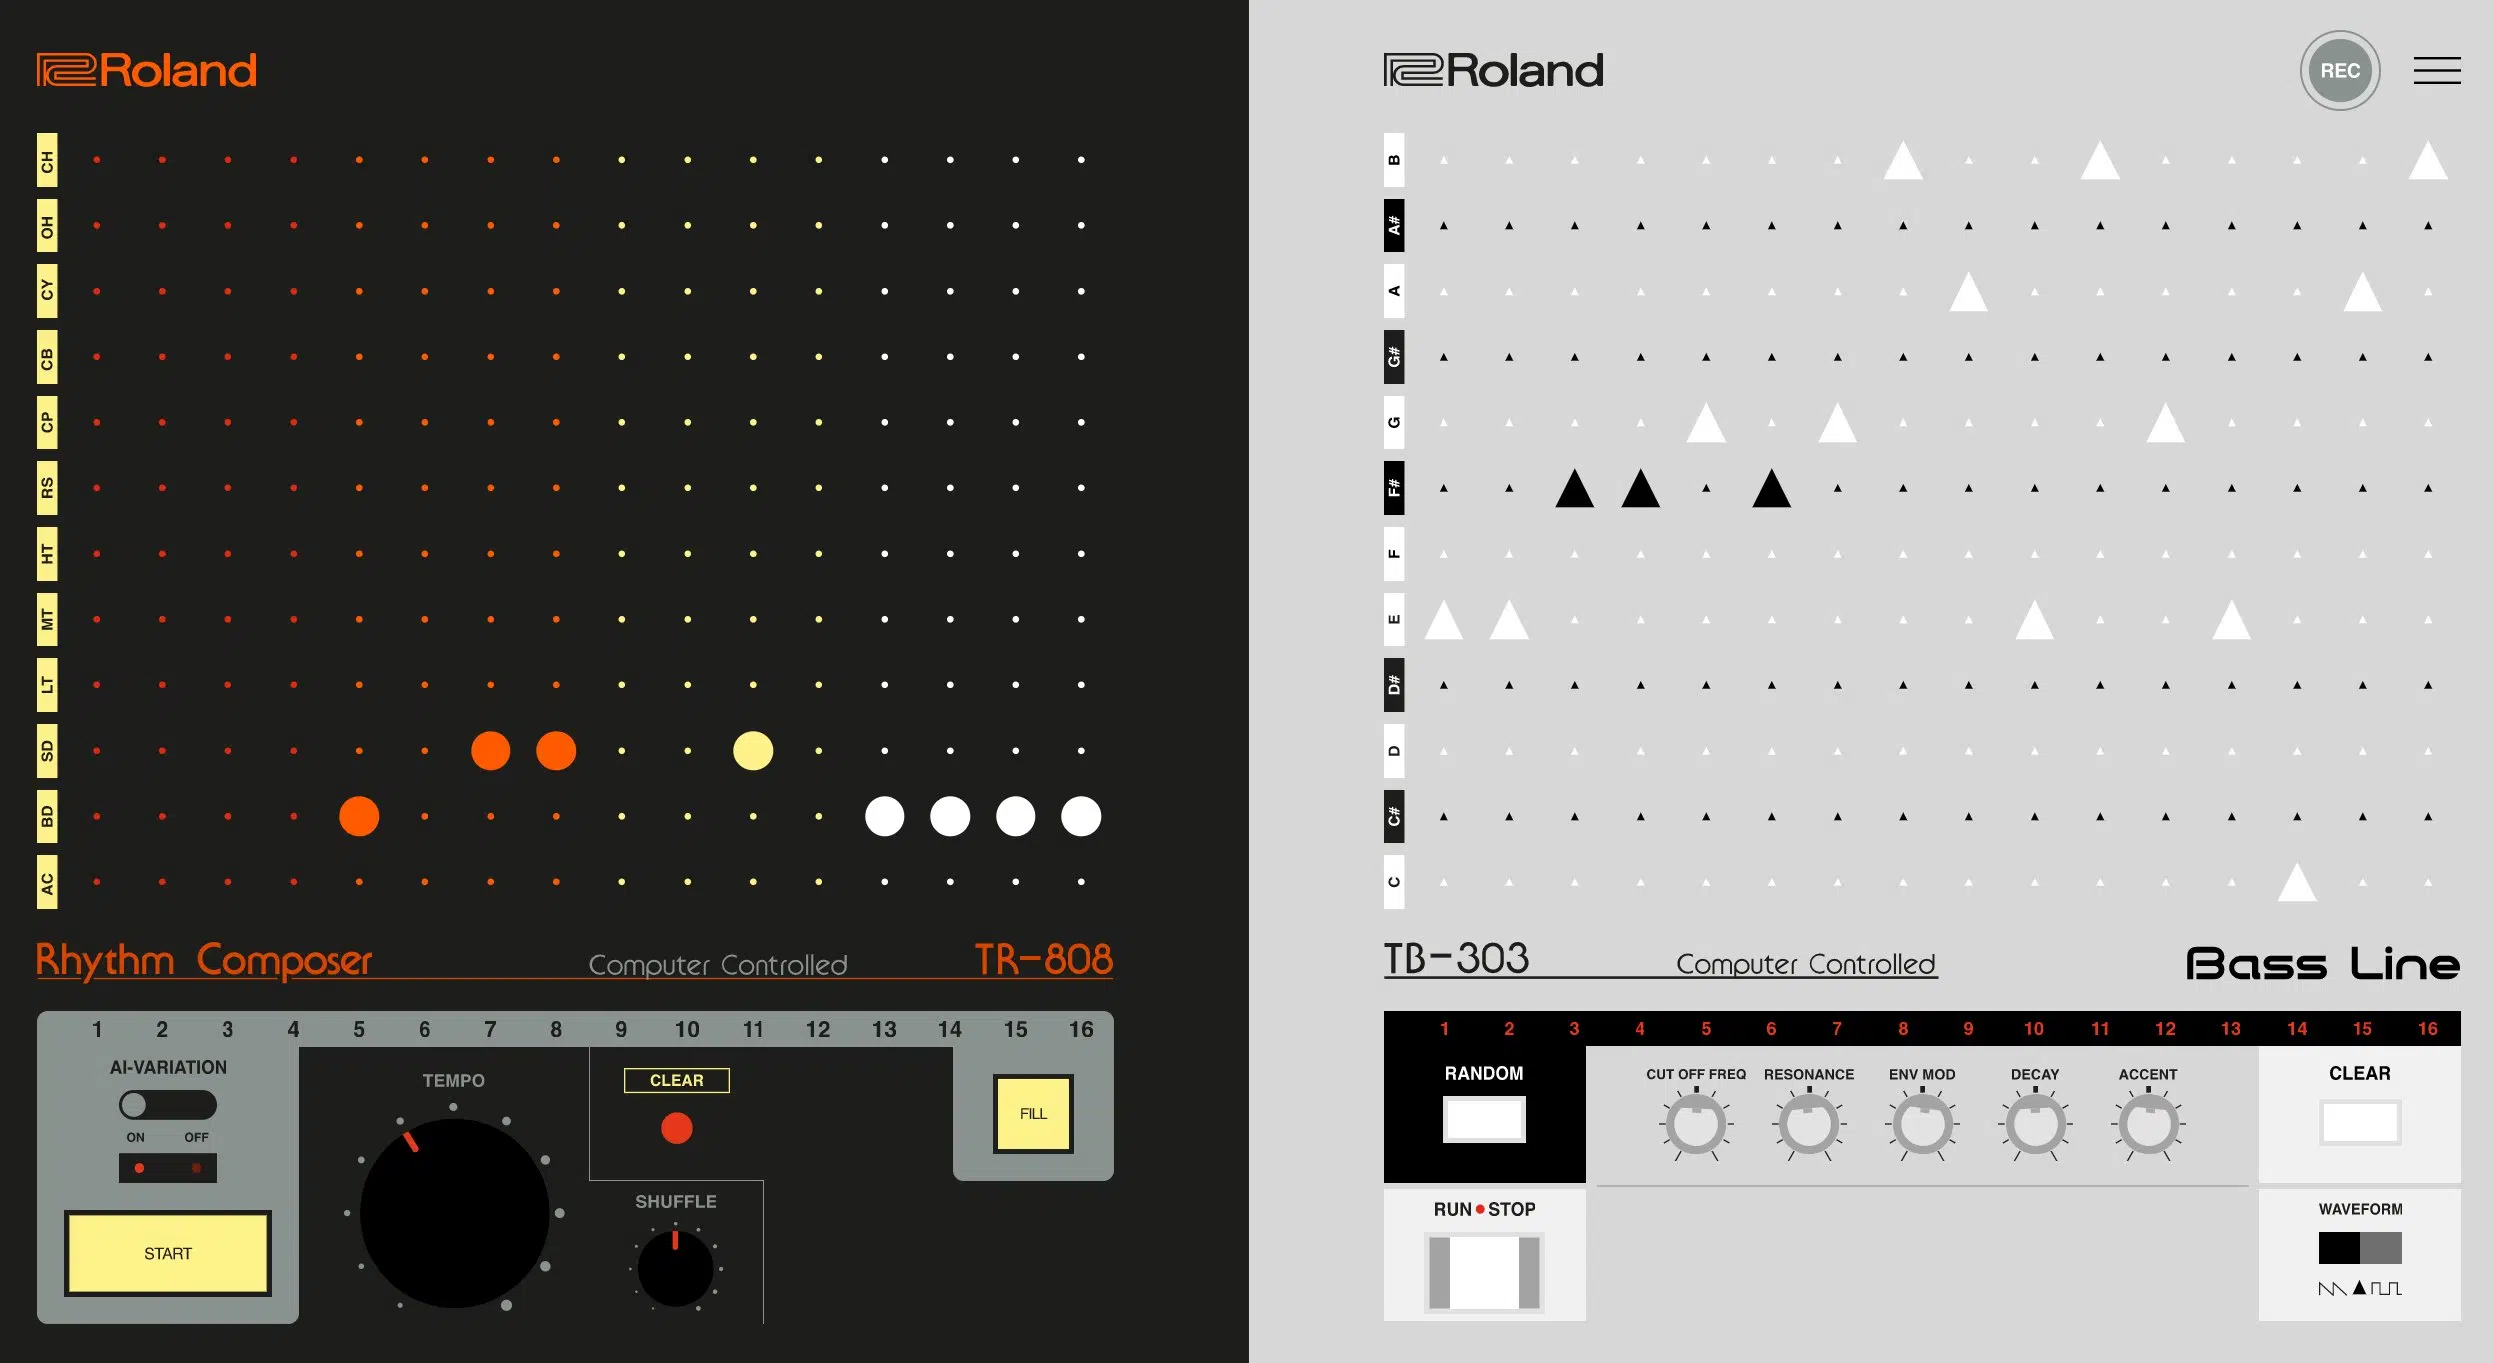 Roland
CH
OH
CY
CB
CP
RS
HT
MT
LT
SD
BD
AC
Rhythm Composer Computer Controlled TR-808
1 2 3 4 5 6 7 8 9 10 11 12 13 14 15 16
AI-VARIATION
ON OFF
START
TEMPO
CLEAR
SHUFFLE
FILL
Roland
REC
B
A#
A
G#
G
F#
F
E
D#
D
C#
C
TB-303 Computer Controlled Bass Line
1 2 3 4 5 6 7 8 9 10 11 12 13 14 15 16
RANDOM
CUT OFF FREQ RESONANCE ENV MOD DECAY ACCENT
CLEAR
RUN•STOP
WAVEFORM